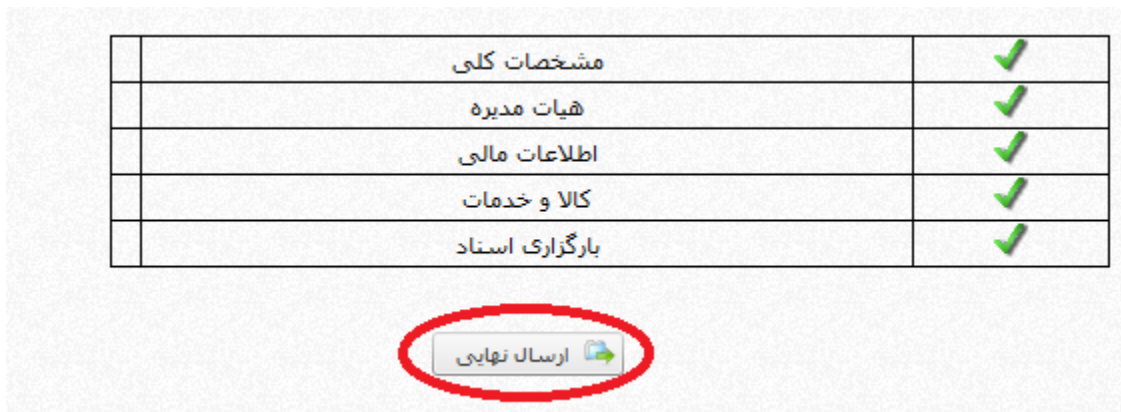 مشخصات کلی
هیات مدیره
اطلاعات مالی
کالا و خدمات
بارگزاری اسناد
ارسال نهایی